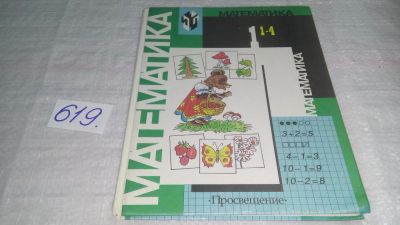 619.
МАТЕМАТИКА
МАТЕМАТИКА
1 1-4
МАТЕМАТИКА
3+2=5
4-1=3
10-1=9
10-2=8
·Просвещение·